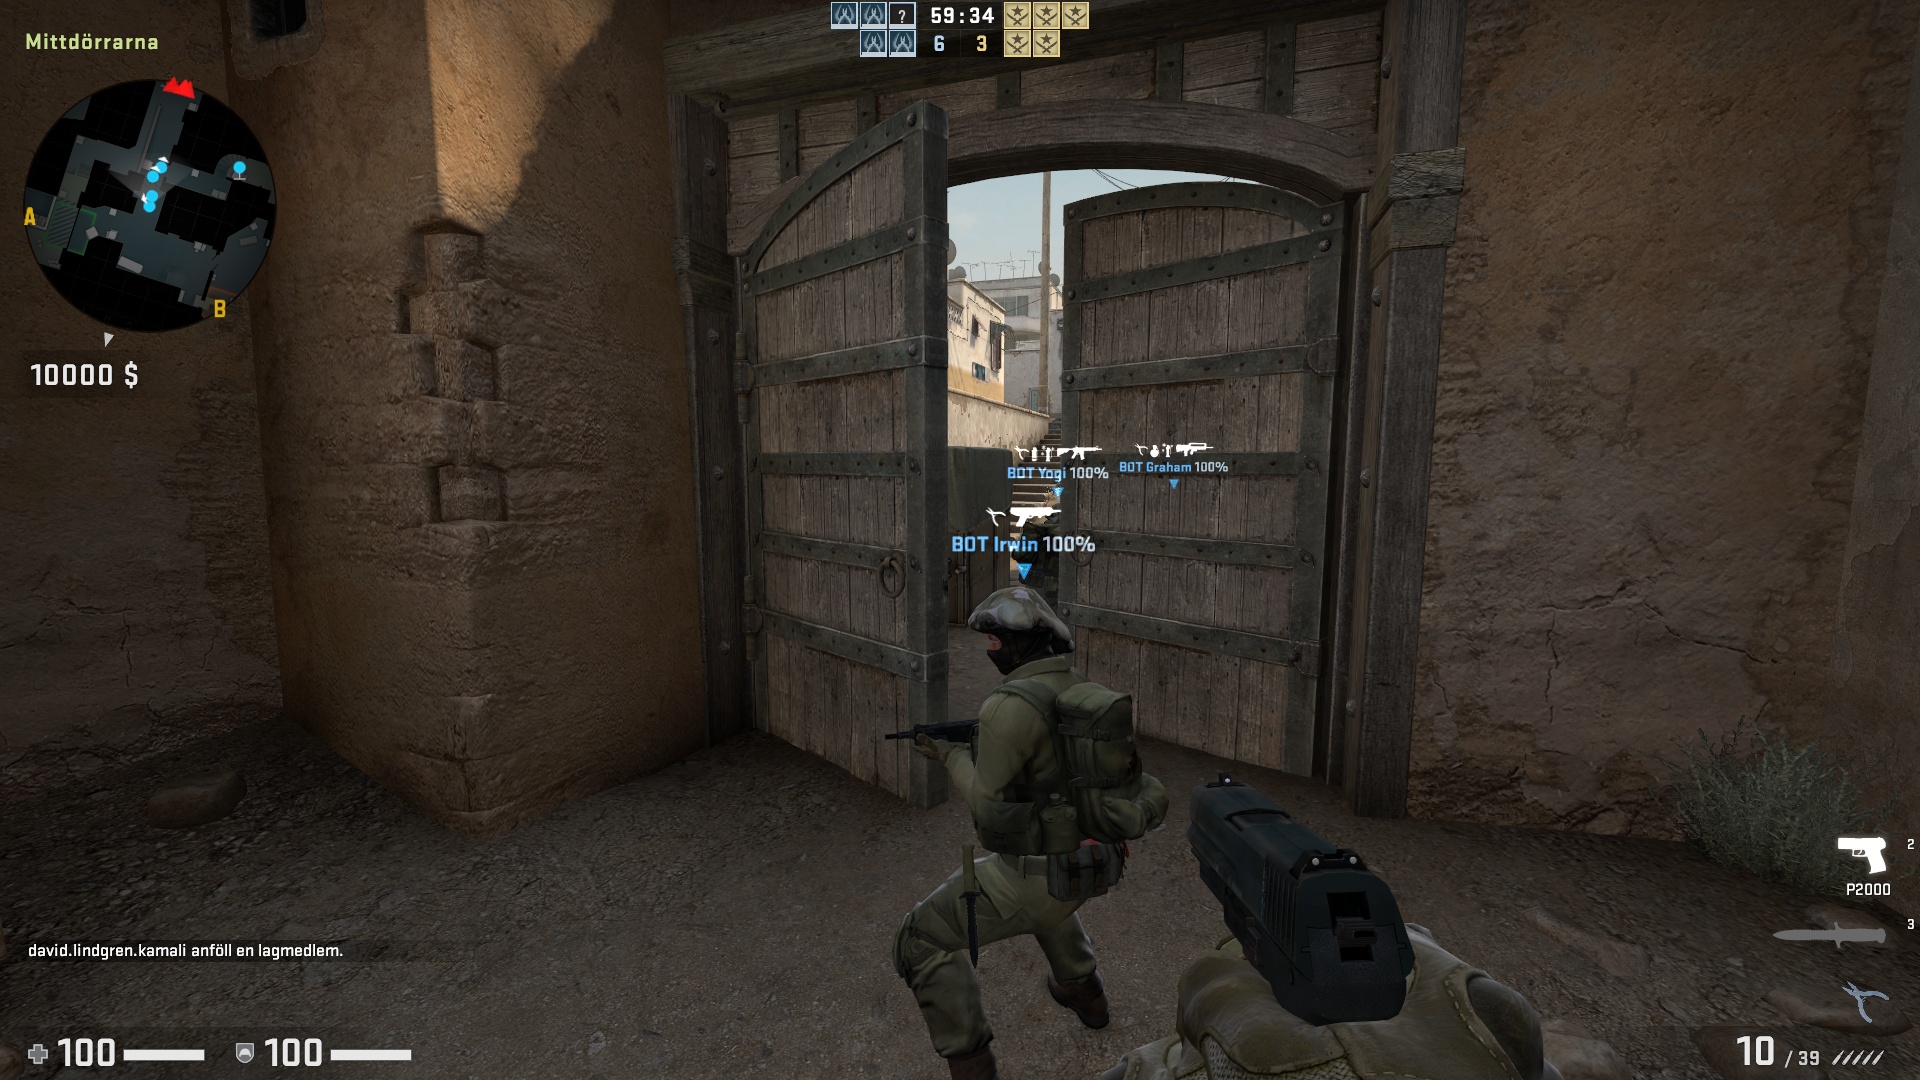 Mittdörrarna
?
59:34
6 3
A
B
10000 $
BOT Yogi 100%
BOT Graham 100%
BOT Irwin 100%
2
P2000
3
david.lindgren.kamali anföll en lagmedlem.
100
100
10 / 39